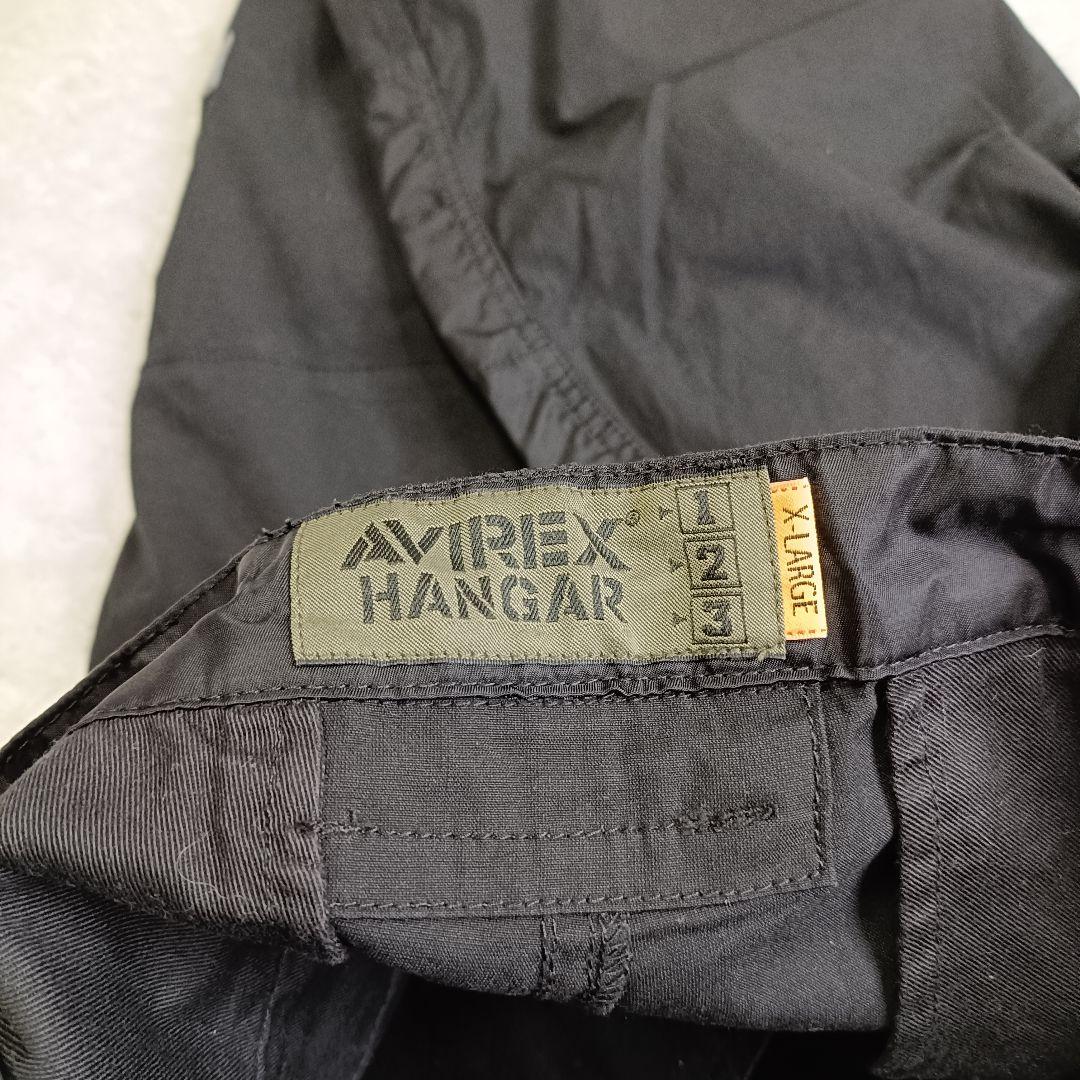 AVIREX®
HANGAR
1
2
3
X-LARGE